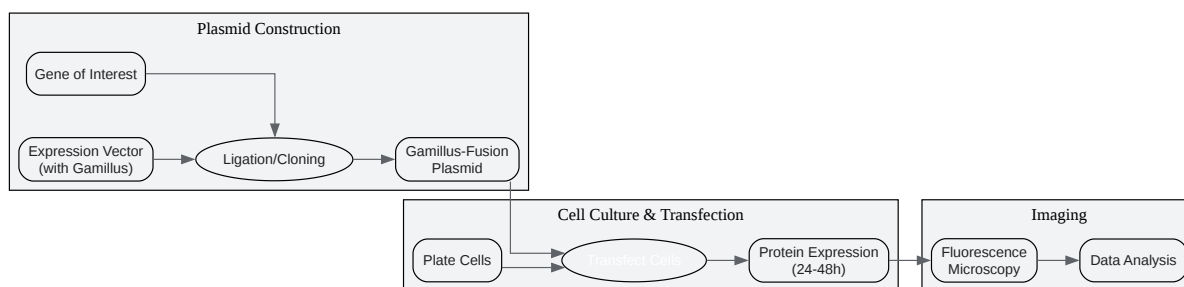 Plasmid Construction
Gene of Interest
Expression Vector
(with Gamillus)
Ligation/Cloning
Gamillus-Fusion
Plasmid
Cell Culture & Transfection
Plate Cells
Transfect Cells
Protein Expression
(24-48h)
Imaging
Fluorescence
Microscopy
Data Analysis